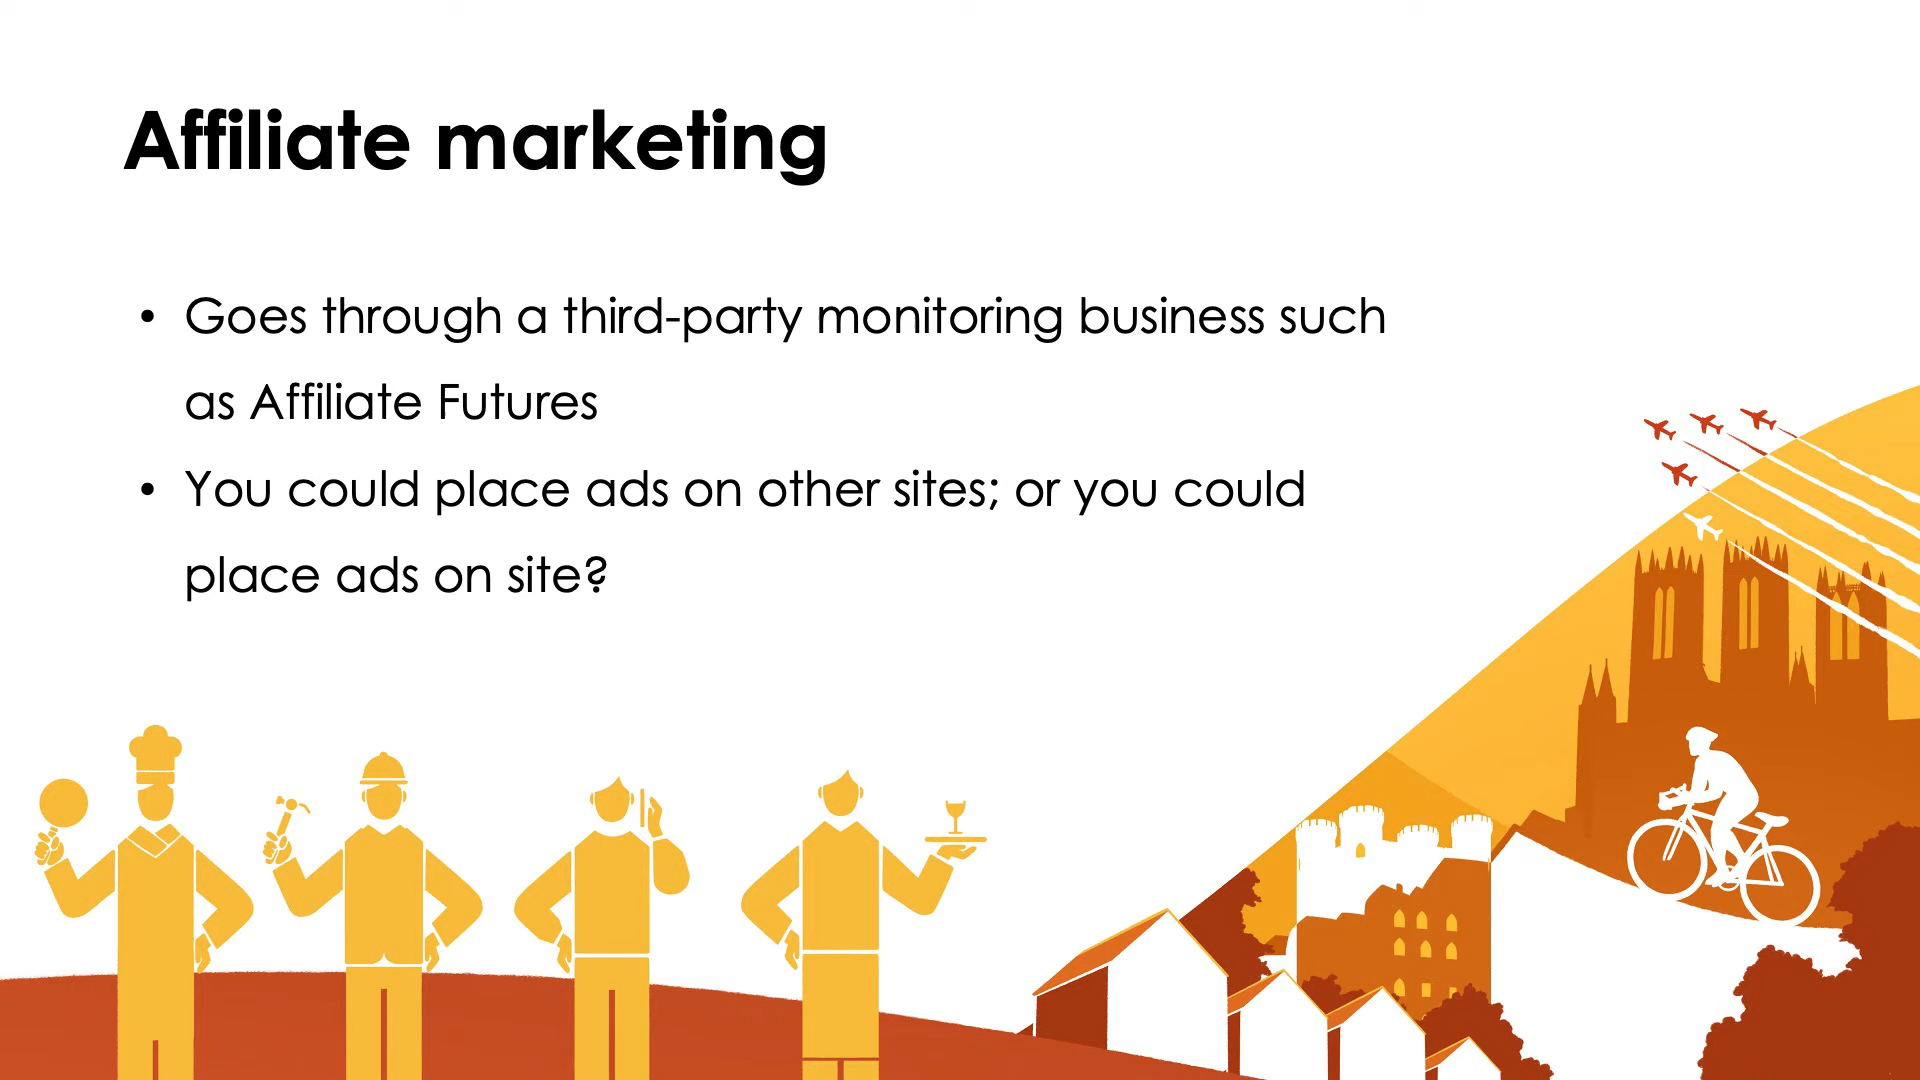 Affiliate marketing
• Goes through a third-party monitoring business such
as Affiliate Futures
• You could place ads on other sites; or you could
place ads on site?